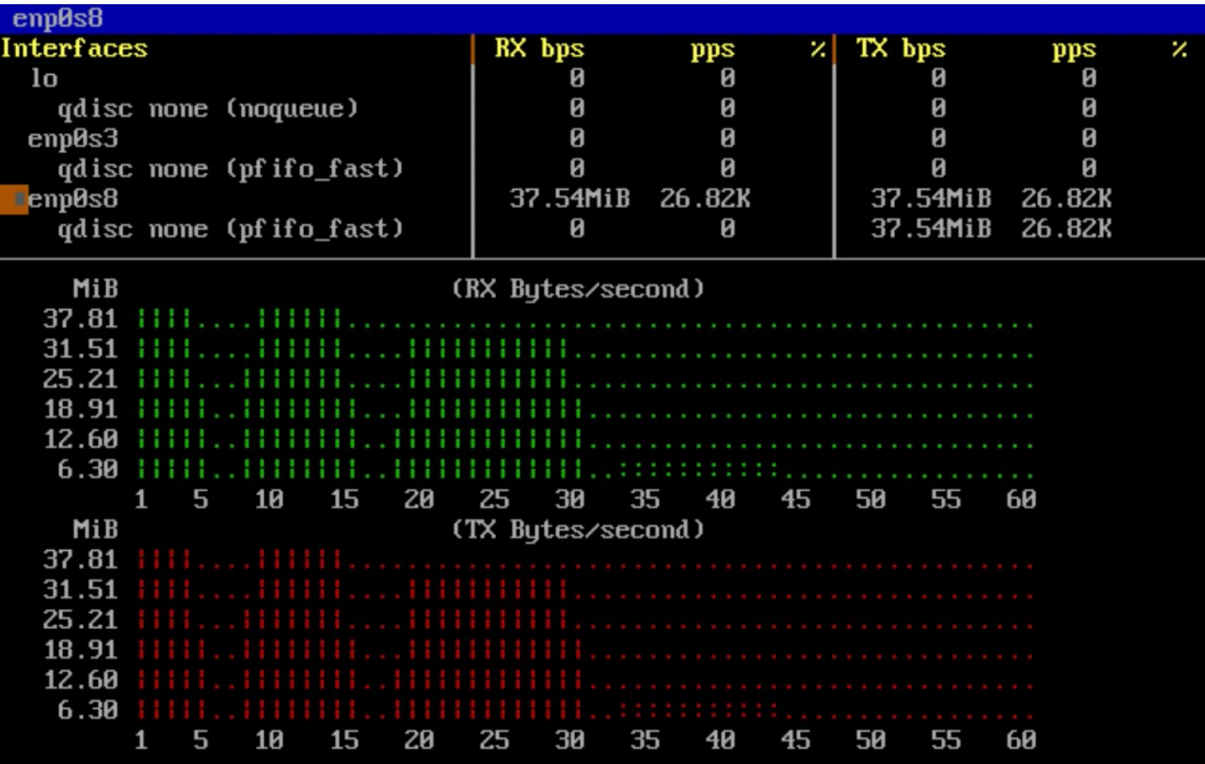 enp0s8
Interfaces RX bps pps % TX bps pps %
lo 0 0 0 0
qdisc none (noqueue) 0 0 0 0
enp0s3 0 0 0 0
qdisc none (pfifo_fast) 0 0 0 0
enp0s8 37.54MiB 26.82K 37.54MiB 26.82K
qdisc none (pfifo_fast) 0 0 37.54MiB 26.82K
MiB (RX Bytes/second)
37.81 ||||....||||||..............................................
31.51 ||||....||||||....|||||||||||...............................
25.21 ||||...|||||||....|||||||||||...............................
18.91 |||||..||||||||...||||||||||||..............................
12.60 |||||..||||||||..|||||||||||||..............................
6.30 |||||..||||||||..|||||||||||||..:::::::::::.................
1 5 10 15 20 25 30 35 40 45 50 55 60
MiB (TX Bytes/second)
37.81 ||||....||||||..............................................
31.51 ||||....||||||....|||||||||||...............................
25.21 ||||...|||||||....|||||||||||...............................
18.91 |||||..||||||||...||||||||||||..............................
12.60 |||||..||||||||..|||||||||||||..............................
6.30 |||||..||||||||..|||||||||||||..:::::::::::.................
1 5 10 15 20 25 30 35 40 45 50 55 60